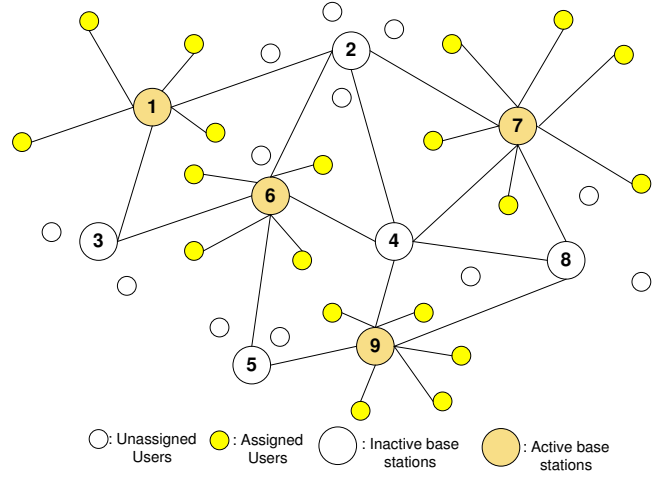 2
1
7
6
3
4
8
9
5
: Unassigned
Users
: Assigned
Users
: Inactive base
stations
: Active base
stations